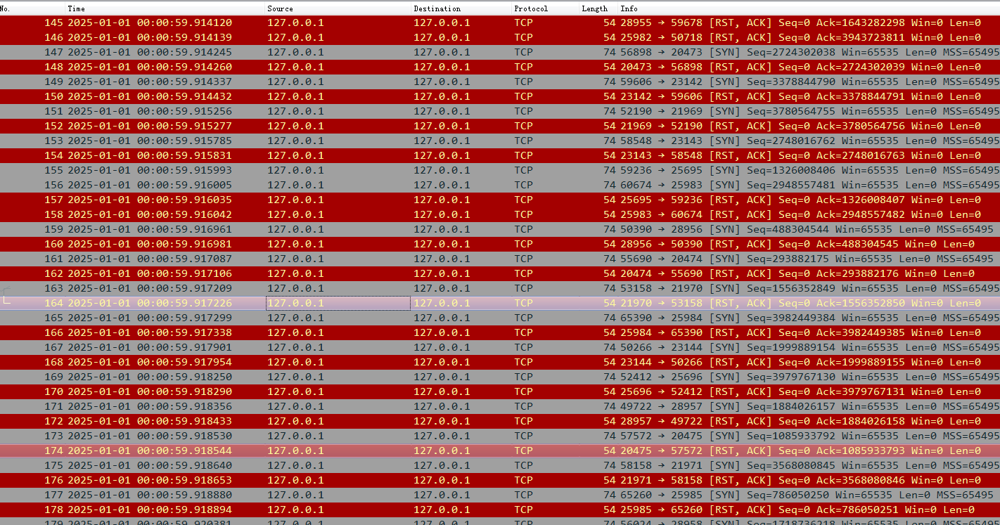 No. Time Source Destination Protocol Length Info
145 2025-01-01 00:00:59.914120 127.0.0.1 127.0.0.1 TCP 54 28955 → 59678 [RST, ACK] Seq=0 Ack=1643282298 Win=0 Len=0
146 2025-01-01 00:00:59.914139 127.0.0.1 127.0.0.1 TCP 54 25982 → 50718 [RST, ACK] Seq=0 Ack=3943723811 Win=0 Len=0
147 2025-01-01 00:00:59.914245 127.0.0.1 127.0.0.1 TCP 74 56898 → 20473 [SYN] Seq=2724302038 Win=65535 Len=0 MSS=65495
148 2025-01-01 00:00:59.914260 127.0.0.1 127.0.0.1 TCP 54 20473 → 56898 [RST, ACK] Seq=0 Ack=2724302039 Win=0 Len=0
149 2025-01-01 00:00:59.914337 127.0.0.1 127.0.0.1 TCP 74 59606 → 23142 [SYN] Seq=3378844790 Win=65535 Len=0 MSS=65495
150 2025-01-01 00:00:59.914432 127.0.0.1 127.0.0.1 TCP 54 23142 → 59606 [RST, ACK] Seq=0 Ack=3378844791 Win=0 Len=0
151 2025-01-01 00:00:59.915256 127.0.0.1 127.0.0.1 TCP 74 52190 → 21969 [SYN] Seq=3780564755 Win=65535 Len=0 MSS=65495
152 2025-01-01 00:00:59.915277 127.0.0.1 127.0.0.1 TCP 54 21969 → 52190 [RST, ACK] Seq=0 Ack=3780564756 Win=0 Len=0
153 2025-01-01 00:00:59.915785 127.0.0.1 127.0.0.1 TCP 74 58548 → 23143 [SYN] Seq=2748016762 Win=65535 Len=0 MSS=65495
154 2025-01-01 00:00:59.915831 127.0.0.1 127.0.0.1 TCP 54 23143 → 58548 [RST, ACK] Seq=0 Ack=2748016763 Win=0 Len=0
155 2025-01-01 00:00:59.915993 127.0.0.1 127.0.0.1 TCP 74 59236 → 25695 [SYN] Seq=1326008406 Win=65535 Len=0 MSS=65495
156 2025-01-01 00:00:59.916005 127.0.0.1 127.0.0.1 TCP 74 60674 → 25983 [SYN] Seq=2948557481 Win=65535 Len=0 MSS=65495
157 2025-01-01 00:00:59.916035 127.0.0.1 127.0.0.1 TCP 54 25695 → 59236 [RST, ACK] Seq=0 Ack=1326008407 Win=0 Len=0
158 2025-01-01 00:00:59.916042 127.0.0.1 127.0.0.1 TCP 54 25983 → 60674 [RST, ACK] Seq=0 Ack=2948557482 Win=0 Len=0
159 2025-01-01 00:00:59.916961 127.0.0.1 127.0.0.1 TCP 74 50390 → 28956 [SYN] Seq=488304544 Win=65535 Len=0 MSS=65495
160 2025-01-01 00:00:59.916981 127.0.0.1 127.0.0.1 TCP 54 28956 → 50390 [RST, ACK] Seq=0 Ack=488304545 Win=0 Len=0
161 2025-01-01 00:00:59.917087 127.0.0.1 127.0.0.1 TCP 74 55690 → 20474 [SYN] Seq=293882175 Win=65535 Len=0 MSS=65495
162 2025-01-01 00:00:59.917106 127.0.0.1 127.0.0.1 TCP 54 20474 → 55690 [RST, ACK] Seq=0 Ack=293882176 Win=0 Len=0
163 2025-01-01 00:00:59.917209 127.0.0.1 127.0.0.1 TCP 74 53158 → 21970 [SYN] Seq=1556352849 Win=65535 Len=0 MSS=65495
164 2025-01-01 00:00:59.917226 127.0.0.1 127.0.0.1 TCP 54 21970 → 53158 [RST, ACK] Seq=0 Ack=1556352850 Win=0 Len=0
165 2025-01-01 00:00:59.917299 127.0.0.1 127.0.0.1 TCP 74 65390 → 25984 [SYN] Seq=3982449384 Win=65535 Len=0 MSS=65495
166 2025-01-01 00:00:59.917338 127.0.0.1 127.0.0.1 TCP 54 25984 → 65390 [RST, ACK] Seq=0 Ack=3982449385 Win=0 Len=0
167 2025-01-01 00:00:59.917901 127.0.0.1 127.0.0.1 TCP 74 50266 → 23144 [SYN] Seq=1999889154 Win=65535 Len=0 MSS=65495
168 2025-01-01 00:00:59.917954 127.0.0.1 127.0.0.1 TCP 54 23144 → 50266 [RST, ACK] Seq=0 Ack=1999889155 Win=0 Len=0
169 2025-01-01 00:00:59.918250 127.0.0.1 127.0.0.1 TCP 74 52412 → 25696 [SYN] Seq=3979767130 Win=65535 Len=0 MSS=65495
170 2025-01-01 00:00:59.918290 127.0.0.1 127.0.0.1 TCP 54 25696 → 52412 [RST, ACK] Seq=0 Ack=3979767131 Win=0 Len=0
171 2025-01-01 00:00:59.918356 127.0.0.1 127.0.0.1 TCP 74 49722 → 28957 [SYN] Seq=1884026157 Win=65535 Len=0 MSS=65495
172 2025-01-01 00:00:59.918433 127.0.0.1 127.0.0.1 TCP 54 28957 → 49722 [RST, ACK] Seq=0 Ack=1884026158 Win=0 Len=0
173 2025-01-01 00:00:59.918530 127.0.0.1 127.0.0.1 TCP 74 57572 → 20475 [SYN] Seq=1085933792 Win=65535 Len=0 MSS=65495
174 2025-01-01 00:00:59.918544 127.0.0.1 127.0.0.1 TCP 54 20475 → 57572 [RST, ACK] Seq=0 Ack=1085933793 Win=0 Len=0
175 2025-01-01 00:00:59.918640 127.0.0.1 127.0.0.1 TCP 74 58158 → 21971 [SYN] Seq=3568080845 Win=65535 Len=0 MSS=65495
176 2025-01-01 00:00:59.918653 127.0.0.1 127.0.0.1 TCP 54 21971 → 58158 [RST, ACK] Seq=0 Ack=3568080846 Win=0 Len=0
177 2025-01-01 00:00:59.918880 127.0.0.1 127.0.0.1 TCP 74 65260 → 25985 [SYN] Seq=786050250 Win=65535 Len=0 MSS=65495
178 2025-01-01 00:00:59.918894 127.0.0.1 127.0.0.1 TCP 54 25985 → 65260 [RST, ACK] Seq=0 Ack=786050251 Win=0 Len=0
179 2025-01-01 00:00:59.920381 127.0.0.1 127.0.0.1 TCP 74 56024 → 28958 [SYN] Seq=1718736218 Win=65535 Len=0 MSS=65495